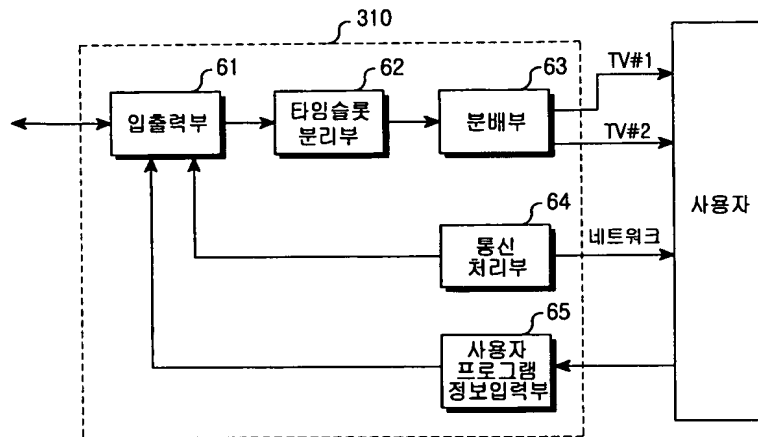 310
61
입출력부
62
타임슬롯
분리부
63
분배부
TV#1
TV#2
사용자
64
통신
처리부
네트워크
65
사용자
프로그램
정보입력부